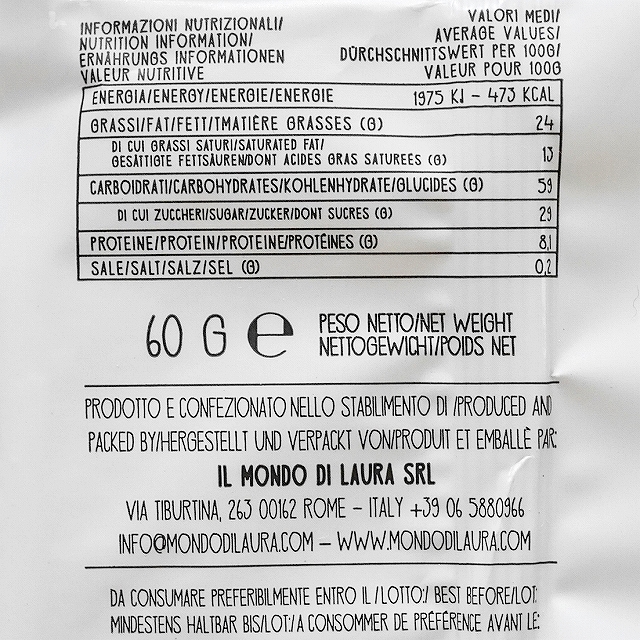 INFORMAZIONI NUTRIZIONALI/
NUTRITION INFORMATION/
ERNÄHRUNGS INFORMATIONEN
VALEUR NUTRITIVE
VALORI MEDI/
AVERAGE VALUES/
DÜRCHSCHNITTSWERT PER 100G/
VALEUR POUR 100G
ENERGIA/ENERGY/ENERGIE/ENERGIE 1975 KJ – 473 KCAL
GRASSI/FAT/FETT/TMATIÈRE GRASSES (G) 24
DI CUI GRASSI SATURI/SATURATED FAT/
GESÄTTIGTE FETTSÄUREN/DONT ACIDES GRAS SATUREÉS (G) 13
CARBOIDRATI/CARBOHYDRATES/KOHLENHYDRATE/GLUCIDES (G) 59
DI CUI ZUCCHERI/SUGAR/ZUCKER/DONT SUCRES (G) 29
PROTEINE/PROTEIN/PROTEINE/PROTÉINES (G) 8,1
SALE/SALT/SALZ/SEL (G) 0,2
60 G e
PESO NETTO/NET WEIGHT
NETTOGEWICHT/POIDS NET
PRODOTTO E CONFEZIONATO NELLO STABILIMENTO DI /PRODUCED AND
PACKED BY/HERGESTELLT UND VERPACKT VON/PRODUIT ET EMBALLÈ PAR:
IL MONDO DI LAURA SRL
VIA TIBURTINA, 263 00162 ROME – ITALY +39 06 5880966
INFO@MONDODILAURA.COM – WWW.MONDODILAURA.COM
DA CONSUMARE PREFERIBILMENTE ENTRO IL /LOTTO:/ BEST BEFORE/LOT:
MINDESTENS HALTBAR BIS/LOT:/A CONSOMMER DE PRÉFÉRENCE AVANT LE: